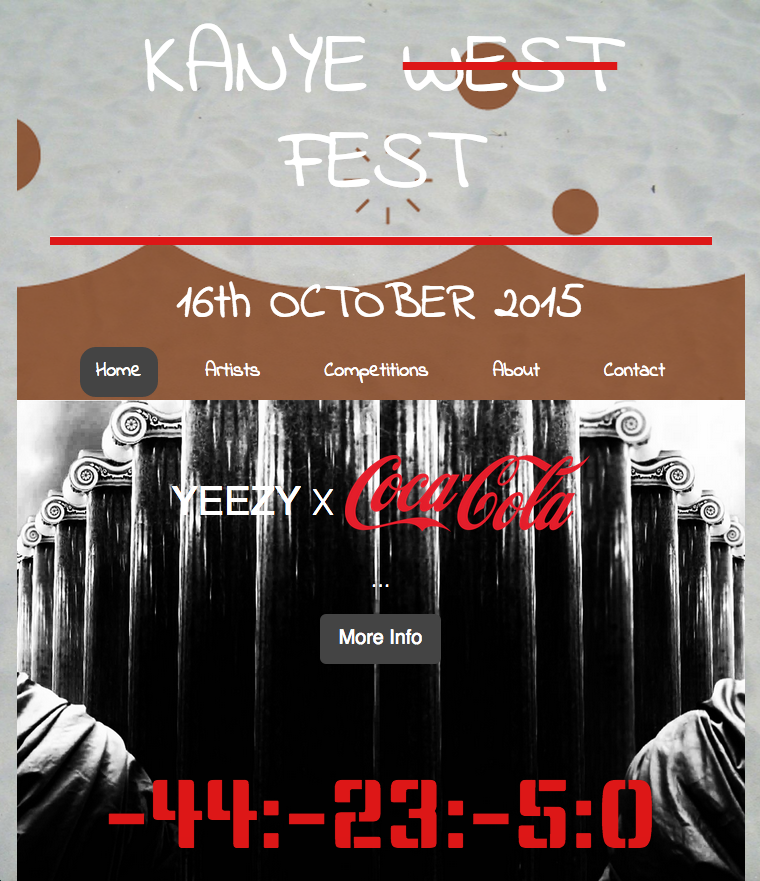 KANYE WEST
FEST
16th OCTOBER 2015
Home Artists Competitions About Contact
YEEZY X Coca-Cola
...
More Info
-44:-23:-5:0